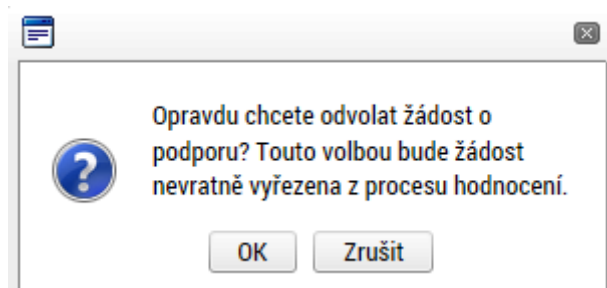 Opravdu chcete odvolat žádost o
podporu? Touto volbou bude žádost
nevratně vyřezena z procesu hodnocení.
OK Zrušit